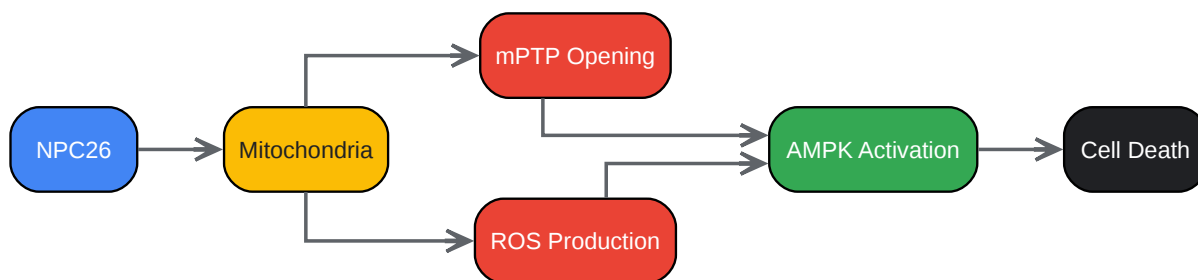 NPC26
Mitochondria
mPTP Opening
ROS Production
AMPK Activation
Cell Death